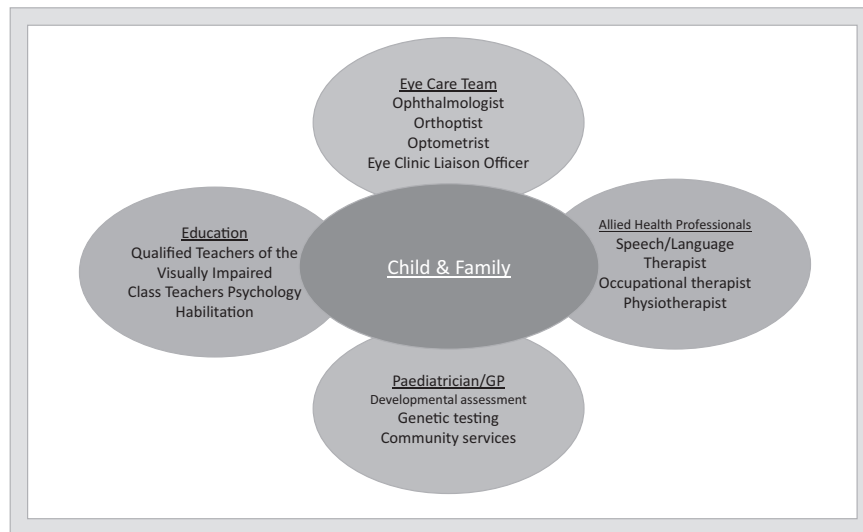 Eye Care Team
Ophthalmologist
Orthoptist
Optometrist
Eye Clinic Liaison Officer
Education
Qualified Teachers of the
Visually Impaired
Class Teachers Psychology
Habilitation
Child & Family
Allied Health Professionals
Speech/Language
Therapist
Occupational therapist
Physiotherapist
Paediatrician/GP
Developmental assessment
Genetic testing
Community services